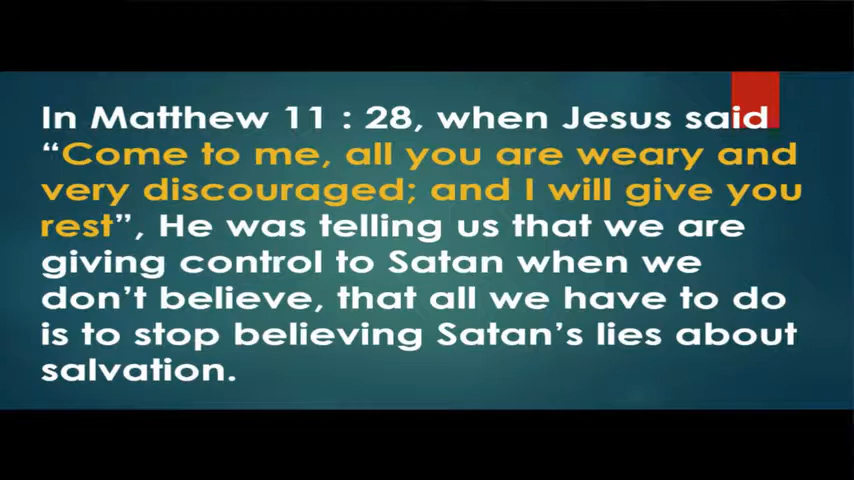 In Matthew 11 : 28, when Jesus said
“Come to me, all you are weary and
very discouraged; and I will give you
rest”, He was telling us that we are
giving control to Satan when we
don’t believe, that all we have to do
is to stop believing Satan’s lies about
salvation.